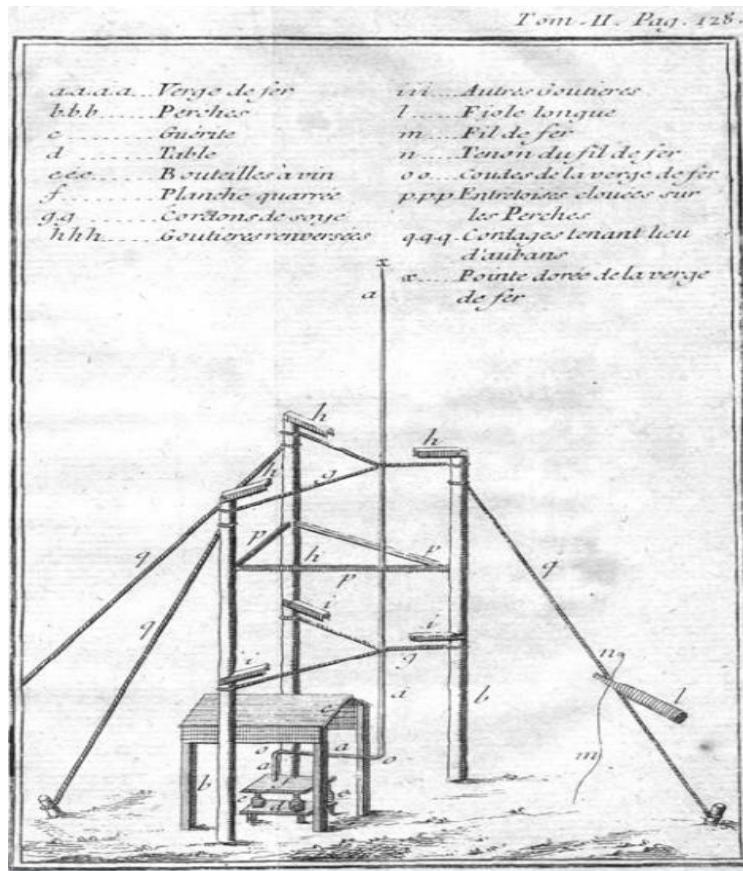 Tom. II. Pag. 128.
a.a.a.a.... Verge de fer
b.b.b....... Perches
c ........ Guérite
d ........ Table
e.e.e....... Bouteilles à vin
f ........ Planche quarrée
g.g ....... Cordons de soye
h.h.h....... Goutieres renversées
i.i.i..... Autres Goutieres
l ...... Fiole longue
m ..... Fil de fer
n ...... Tenon du fil de fer
o o ..... Coudes de la verge de fer
p.p.p. Entretoises clouées sur
les Perches
q.q.q. Cordages tenant lieu
d'aubans
x ..... Pointe dorée de la verge
de fer
x
a
h
h
h
g
q
p
h
p
p
q
q
i
i
i
g
n
l
a
b
c
o
a
o
a
m
b
f
e
d
e